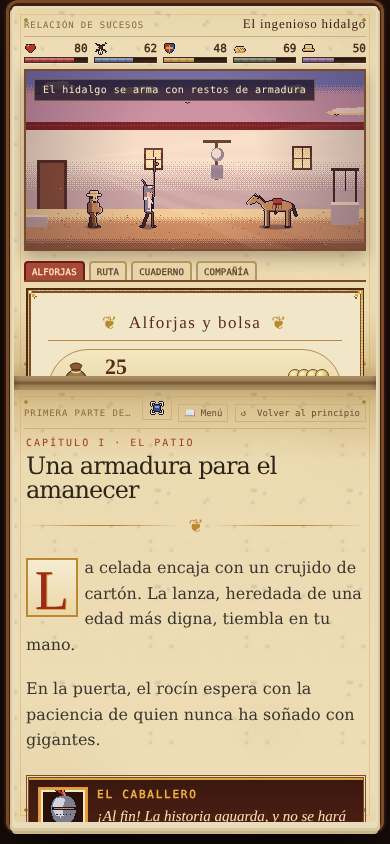 RELACIÓN DE SUCESOS
El ingenioso hidalgo
80 62 48 69 50
El hidalgo se arma con restos de armadura
ALFORJAS RUTA CUADERNO COMPAÑÍA
Alforjas y bolsa
25
PRIMERA PARTE DE… Menú Volver al principio
CAPÍTULO I · EL PATIO
Una armadura para el
amanecer
La celada encaja con un crujido de
cartón. La lanza, heredada de una
edad más digna, tiembla en tu
mano.
En la puerta, el rocín espera con la
paciencia de quien nunca ha soñado con
gigantes.
EL CABALLERO
¡Al fin! La historia aguarda, y no se hará